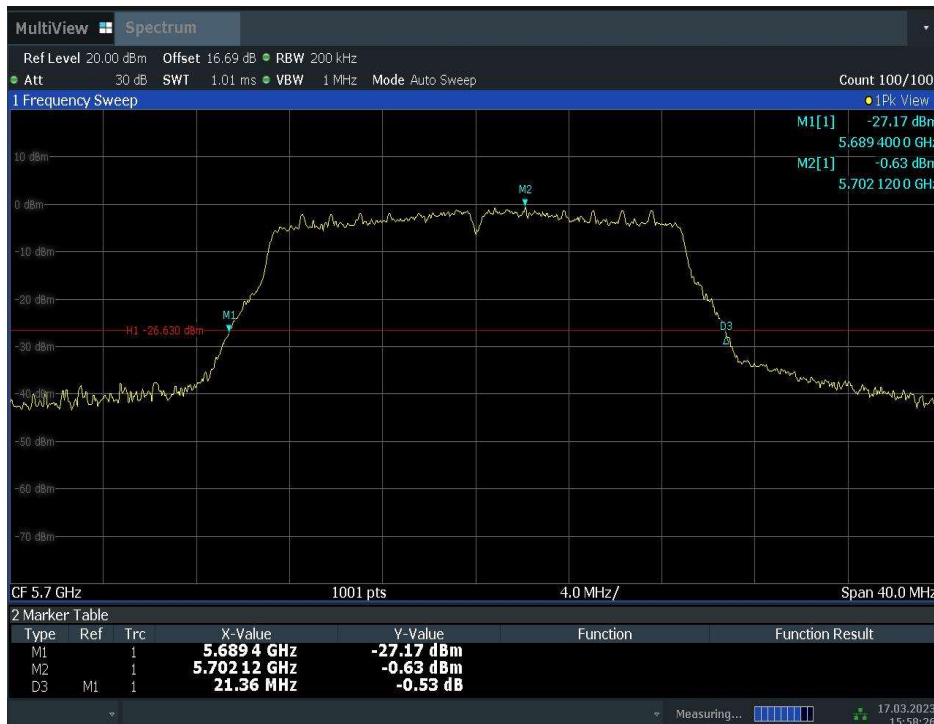 MultiView Spectrum
Ref Level 20.00 dBm Offset 16.69 dB RBW 200 kHz
Att 30 dB SWT 1.01 ms VBW 1 MHz Mode Auto Sweep Count 100/100
1 Frequency Sweep 1Pk View
M1[1] -27.17 dBm
5.689 400 0 GHz
10 dBm
M2[1] -0.63 dBm
5.702 120 0 GHz
M2
0 dBm
-10 dBm
-20 dBm
M1
D3
H1 -26.630 dBm
-30 dBm
-40 dBm
-50 dBm
-60 dBm
-70 dBm
CF 5.7 GHz 1001 pts 4.0 MHz/ Span 40.0 MHz
2 Marker Table
Type Ref Trc X-Value Y-Value Function Function Result
M1 1 5.689 4 GHz -27.17 dBm
M2 1 5.702 12 GHz -0.63 dBm
D3 M1 1 21.36 MHz -0.53 dB
Measuring... 17.03.2023
15:58:26